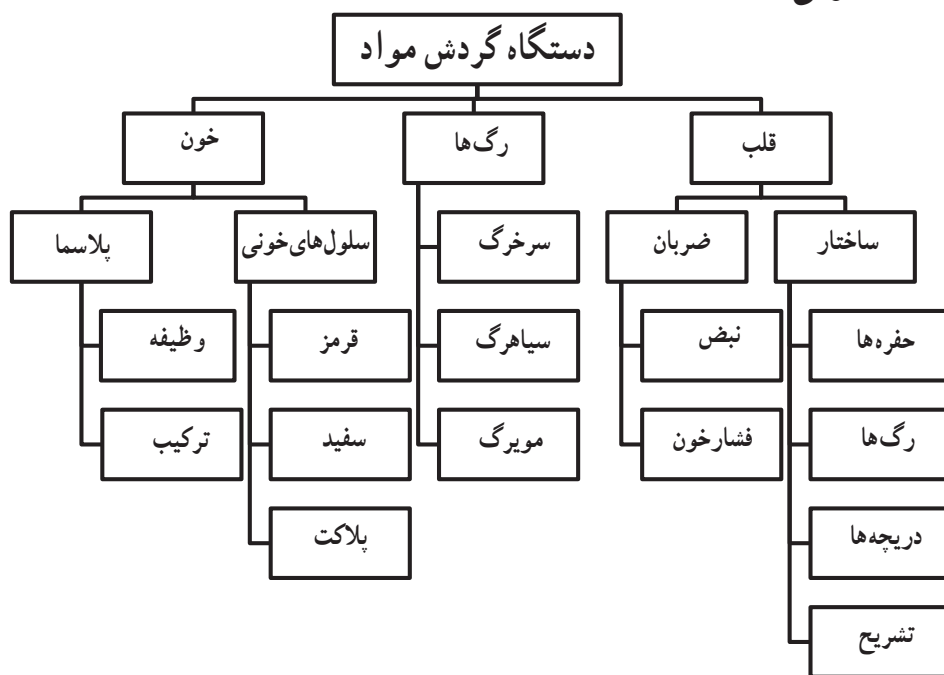 دستگاه گردش مواد
قلب
رگ‌ها
خون
ساختار
ضربان
سرخرگ
سلول‌های‌خونی
پلاسما
حفره‌ها
نبض
سیاهرگ
قرمز
وظیفه
رگ‌ها
فشارخون
مویرگ
سفید
ترکیب
دریچه‌ها
پلاکت
تشریح